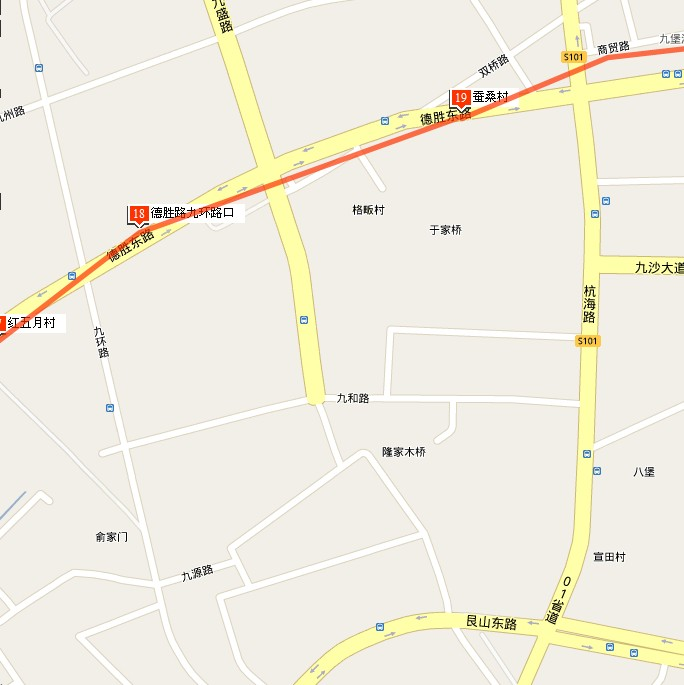 九盛路
九堡
商贸路
S101
双桥路
19
蚕桑村
九州路
德胜东路
18
德胜路九环路口
格畈村
于家桥
德胜东路
九沙大道
杭海路
红五月村
九环路
S101
九和路
隆家木桥
八堡
俞家门
宣田村
九源路
01省道
艮山东路